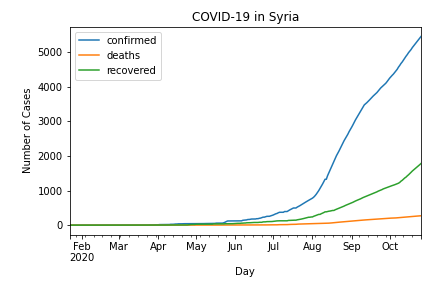 COVID-19 in Syria
confirmed
deaths
recovered
Number of Cases
5000
4000
3000
2000
1000
0
Feb Mar Apr May Jun Jul Aug Sep Oct
2020
Day